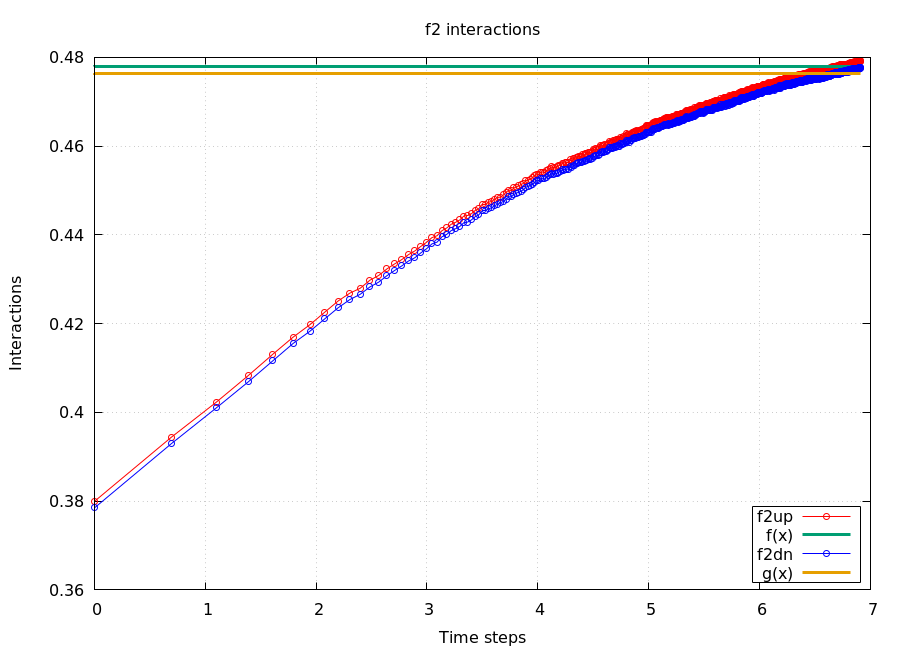 f2 interactions
0.48
0.46
0.44
0.42
0.4
0.38
0.36
Interactions
0 1 2 3 4 5 6 7
Time steps
f2up
f(x)
f2dn
g(x)